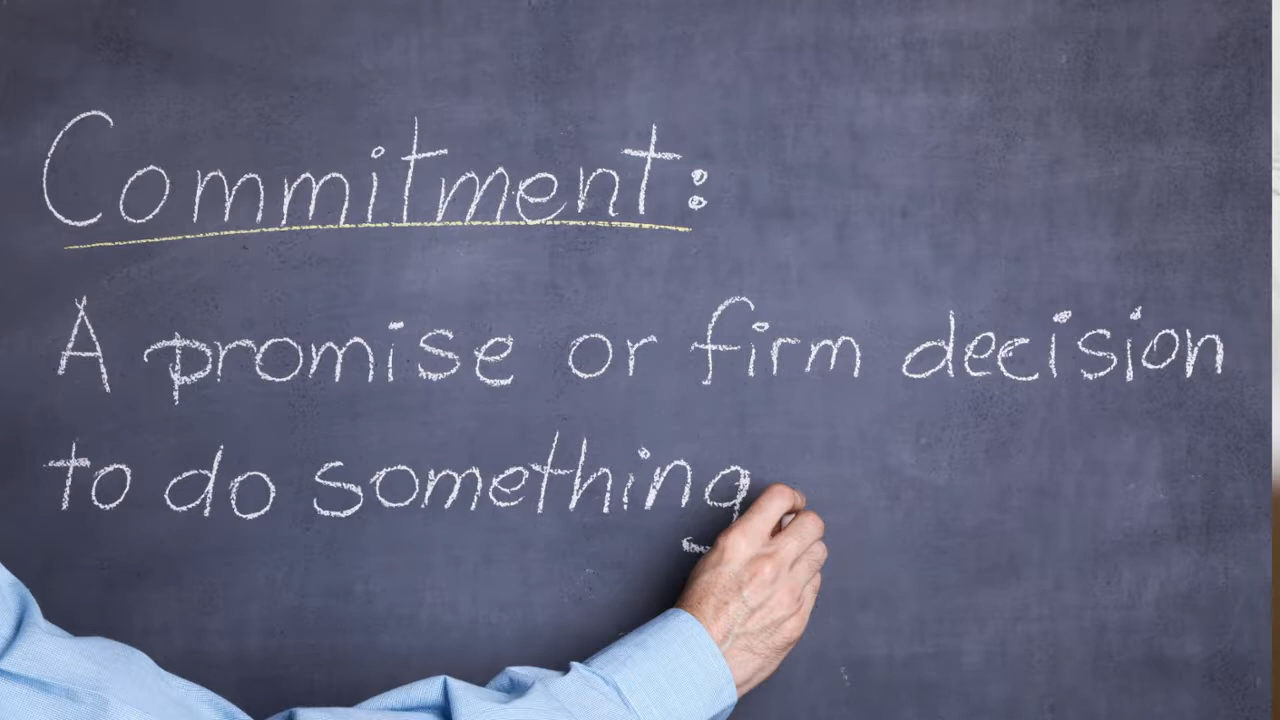 Commitment:
A promise or firm decision
to do something